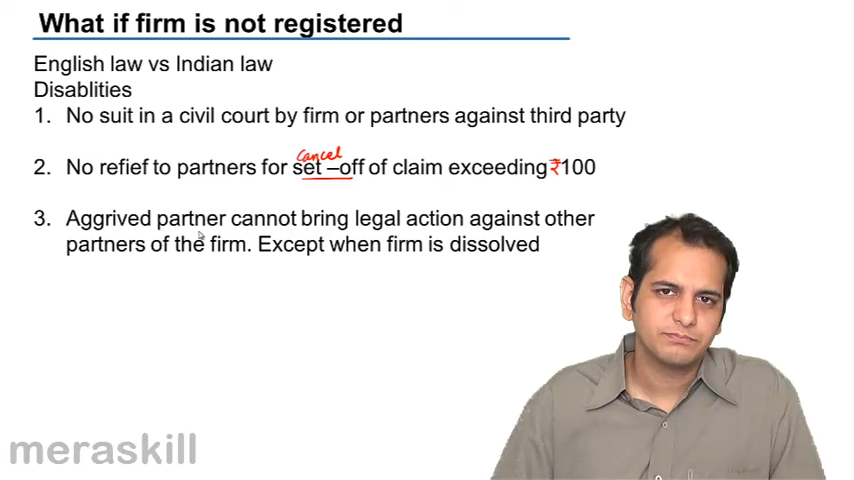 What if firm is not registered
English law vs Indian law
Disablities
1. No suit in a civil court by firm or partners against third party
cancel
2. No refief to partners for set –off of claim exceeding ₹100
3. Aggrived partner cannot bring legal action against other
partners of the firm. Except when firm is dissolved
meraskill